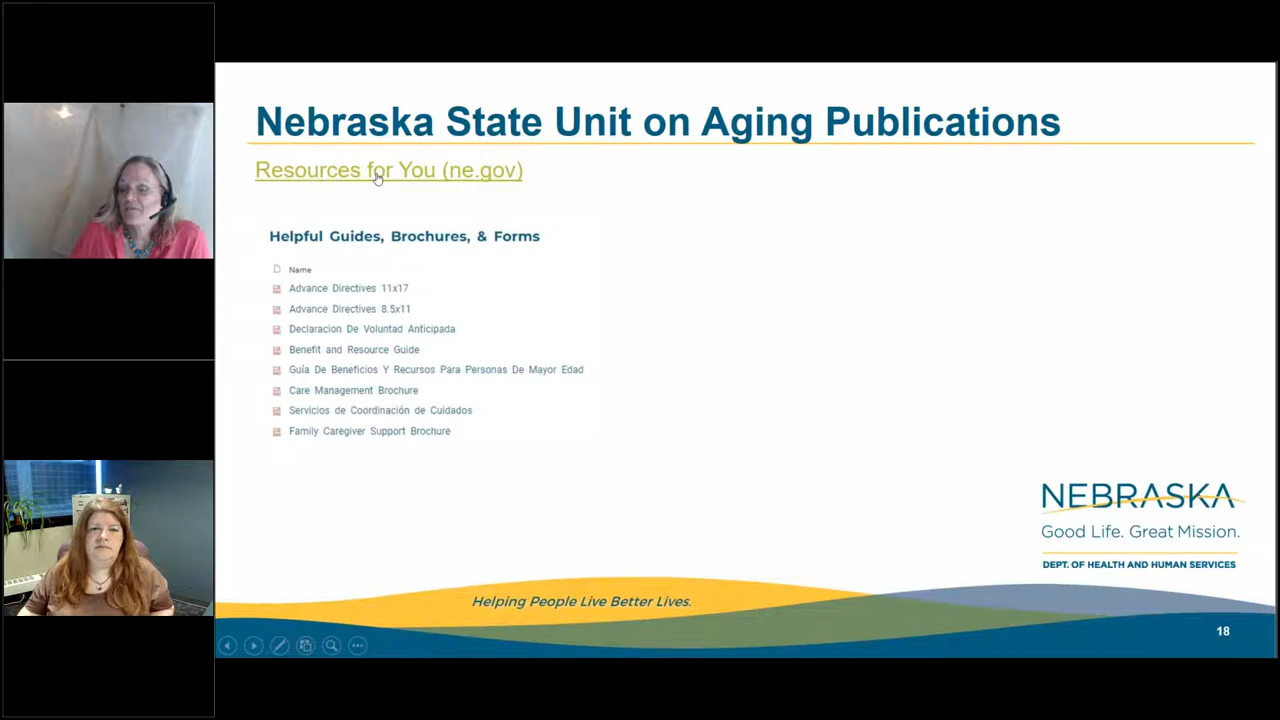 Nebraska State Unit on Aging Publications
Resources for You (ne.gov)
Helpful Guides, Brochures, & Forms
Name
Advance Directives 11x17
Advance Directives 8.5x11
Declaracion De Voluntad Anticipada
Benefit and Resource Guide
Guía De Beneficios Y Recursos Para Personas De Mayor Edad
Care Management Brochure
Servicios de Coordinación de Cuidados
Family Caregiver Support Brochure
NEBRASKA
Good Life. Great Mission.
DEPT. OF HEALTH AND HUMAN SERVICES
Helping People Live Better Lives.
18